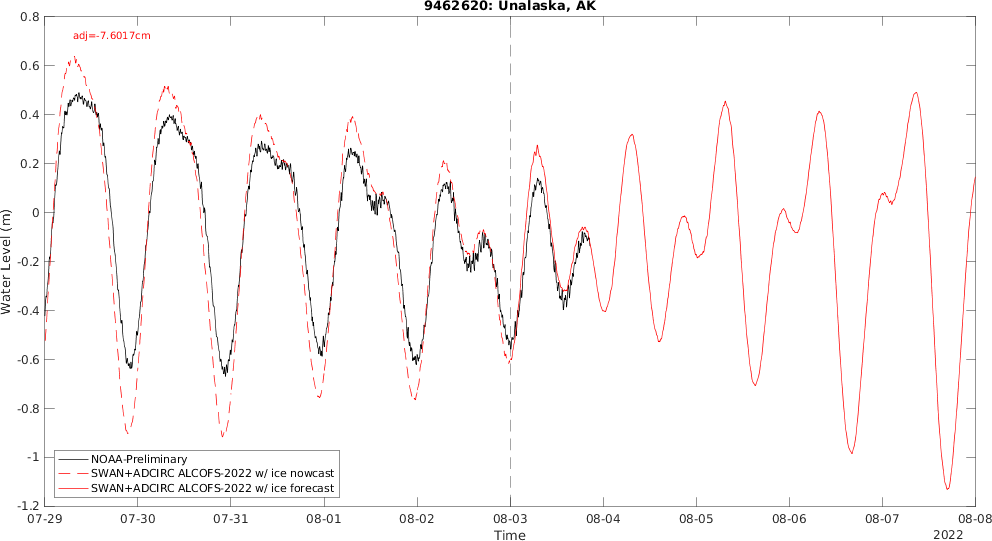 9462620: Unalaska, AK
adj=-7.6017cm
0.8
0.6
0.4
0.2
0
-0.2
-0.4
-0.6
-0.8
-1
-1.2
Water Level (m)
NOAA-Preliminary
SWAN+ADCIRC ALCOFS-2022 w/ ice nowcast
SWAN+ADCIRC ALCOFS-2022 w/ ice forecast
07-29 07-30 07-31 08-01 08-02 08-03 08-04 08-05 08-06 08-07 08-08
Time
2022